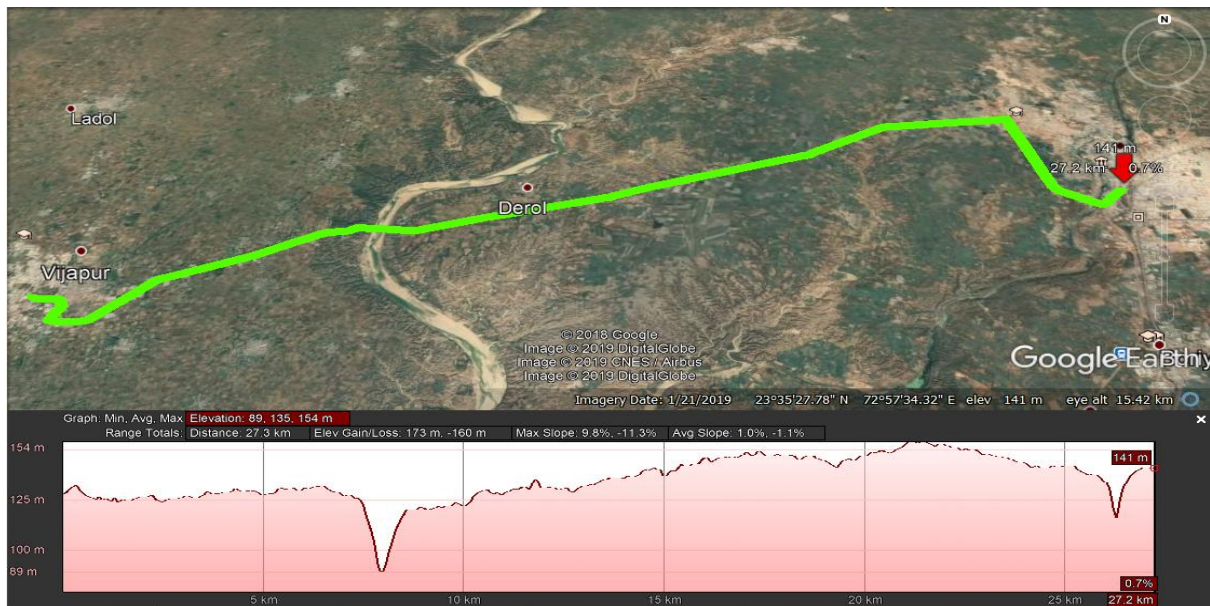 N
Ladol
141 m
27.2 km 0.7%
Derol
Vijapur
© 2018 Google
Image © 2019 DigitalGlobe
Image © 2019 CNES / Airbus
Image © 2019 DigitalGlobe
Google Earth
Imagery Date: 1/21/2019 23°35'27.78" N 72°57'34.32" E elev 141 m eye alt 15.42 km
Graph: Min, Avg, Max Elevation: 89, 135, 154 m
Range Totals: Distance: 27.3 km Elev Gain/Loss: 173 m, -160 m Max Slope: 9.8%, -11.3% Avg Slope: 1.0%, -1.1%
154 m
141 m
125 m
100 m
89 m
0.7%
5 km 10 km 15 km 20 km 25 km 27.2 km